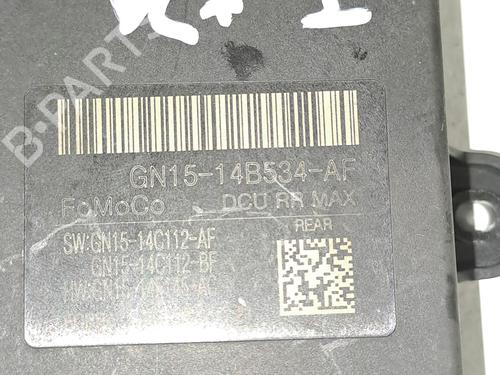 B-PARTS
GN15-14B534-AF
FoMoCo DCU RR MAX
REAR
SW:GN15-14C112-AF
GN15-14C112-BF